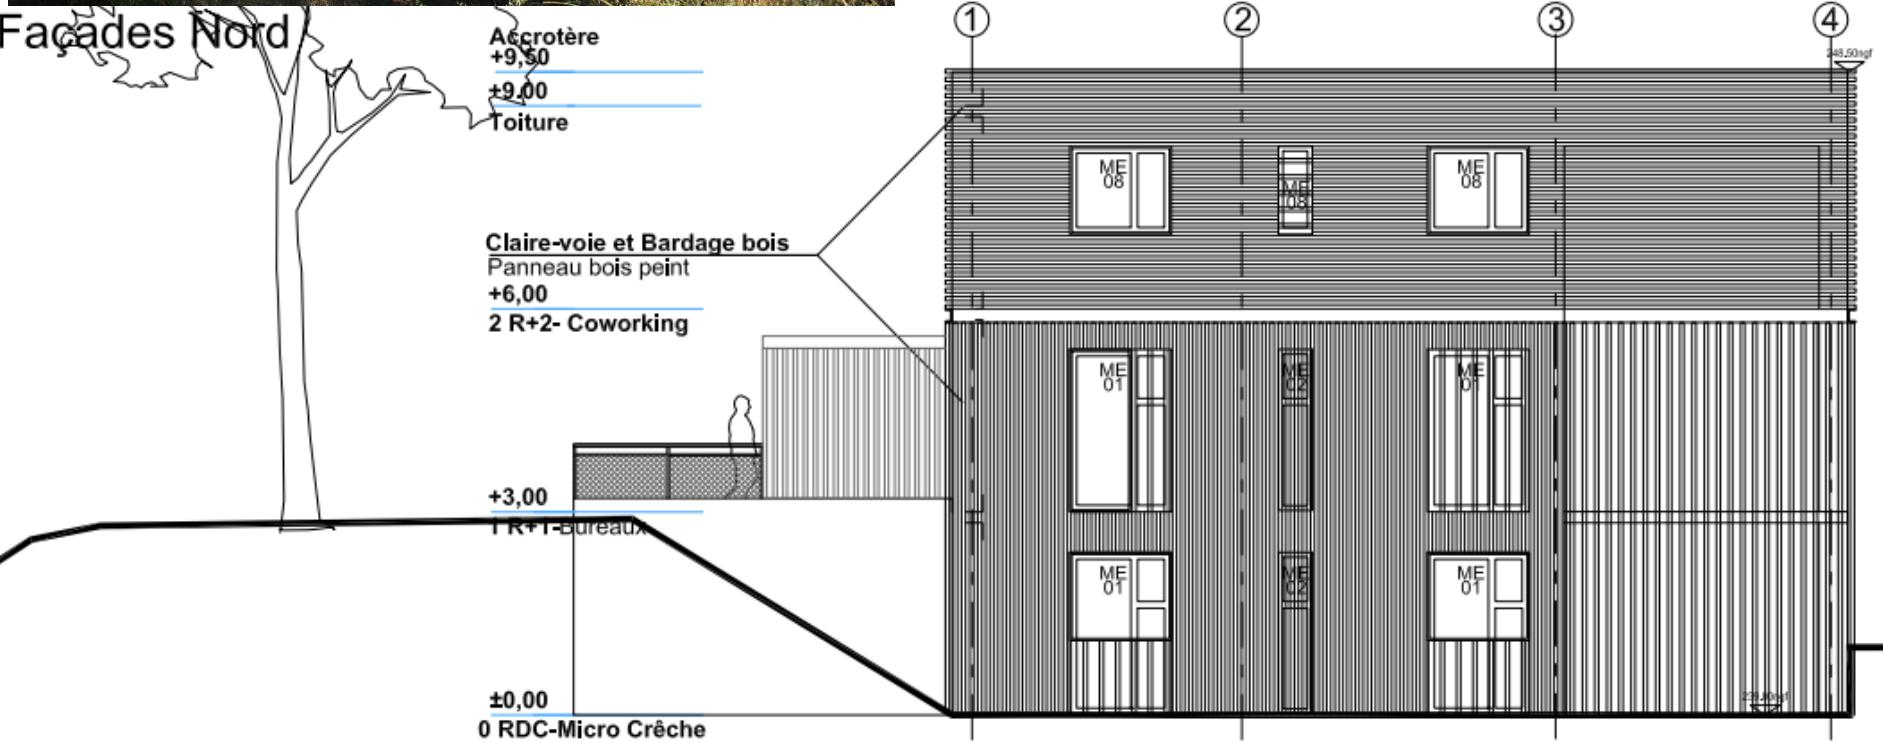 Façades Nord
1
2
3
4
Accrotère
+9,50
+9.00
Toiture
248.50ngf
ME
08
ME
08
ME
08
Claire-voie et Bardage bois
Panneau bois peint
+6,00
2 R+2- Coworking
ME
01
ME
02
ME
01
+3,00
1 R+1-Bureaux
ME
01
ME
02
ME
01
±0,00
0 RDC-Micro Crêche